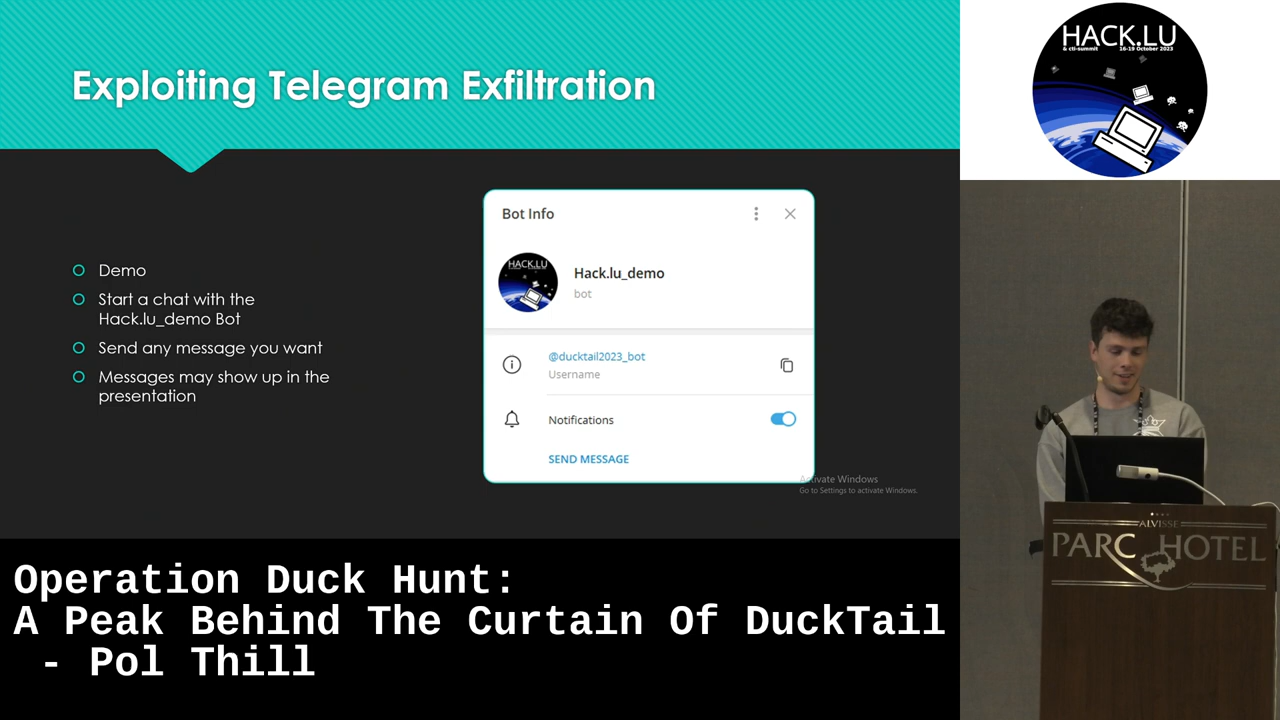 Exploiting Telegram Exfiltration
Demo
Start a chat with the
Hack.lu_demo Bot
Send any message you want
Messages may show up in the
presentation
Bot Info
HACK.LU
Hack.lu_demo
bot
@ducktail2023_bot
Username
Notifications
SEND MESSAGE
Activate Windows
Go to Settings to activate Windows.
HACK.LU
& cti-summit 16-19 October 2023
ALVISSE
PARC HOTEL
Operation Duck Hunt:
A Peak Behind The Curtain Of DuckTail
- Pol Thill